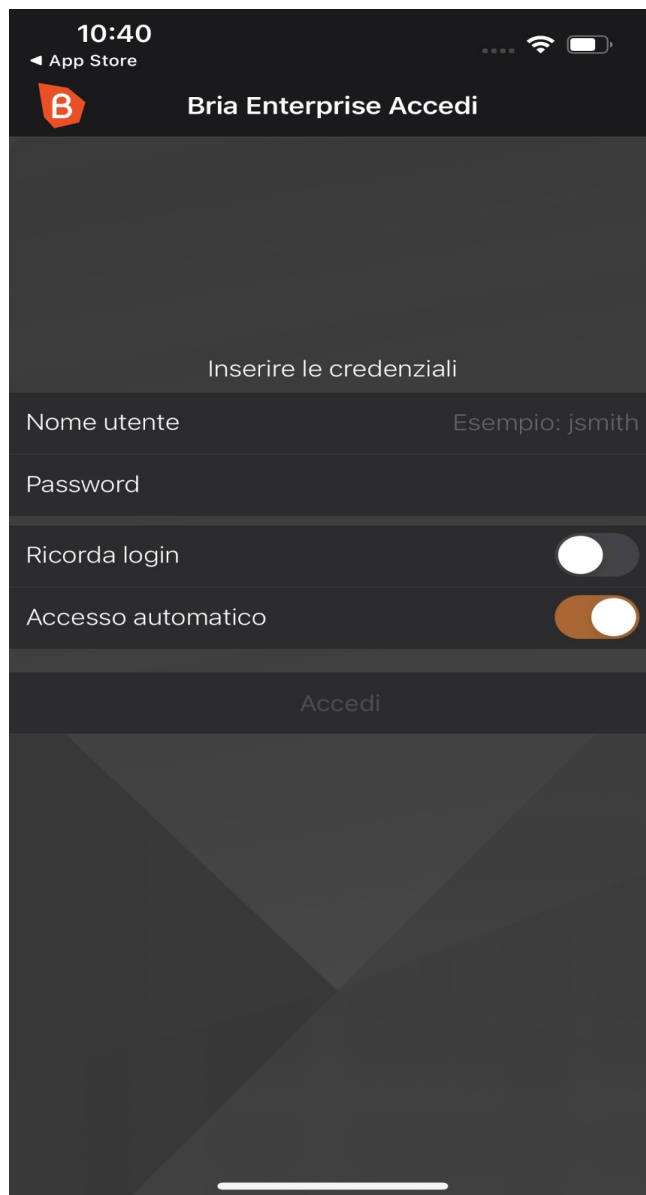 10:40
◄ App Store
B
Bria Enterprise Accedi
Inserire le credenziali
Nome utente
Esempio: jsmith
Password
Ricorda login
Accesso automatico
Accedi